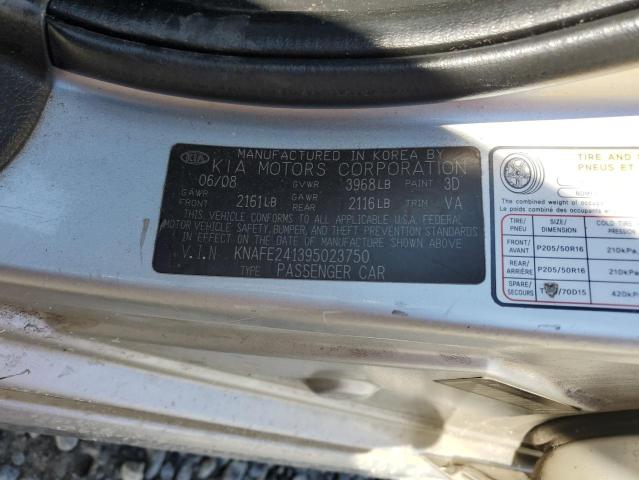 MANUFACTURED IN KOREA BY
KIA KIA MOTORS CORPORATION
06/08 GVWR 3968LB PAINT 3D
GAWR FRONT 2161LB GAWR REAR 2116LB TRIM VA
THIS VEHICLE CONFORMS TO ALL APPLICABLE U.S.A. FEDERAL
MOTOR VEHICLE SAFETY, BUMPER, AND THEFT PREVENTION STANDARDS
IN EFFECT ON THE DATE OF MANUFACTURE SHOWN ABOVE
V.I.N KNAFE241395023750
TYPE PASSENGER CAR
TIRE AND
PNEUS ET
The combined weight of
Le poids combiné des occupants
TIRE/ PNEU SIZE/ DIMENSION
FRONT/ AVANT P205/50R16 210kPa
REAR/ ARRIÈRE P205/50R16 210kPa
SPARE/ SECOURS /70D15 420kP